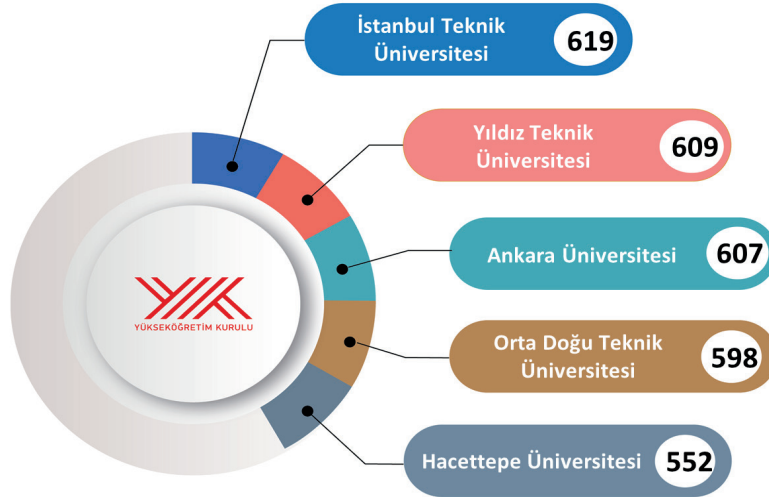 İstanbul Teknik
Üniversitesi
619
Yıldız Teknik
Üniversitesi
609
Ankara Üniversitesi
607
YÜKSEKÖĞRETİM KURULU
Orta Doğu Teknik
Üniversitesi
598
Hacettepe Üniversitesi
552